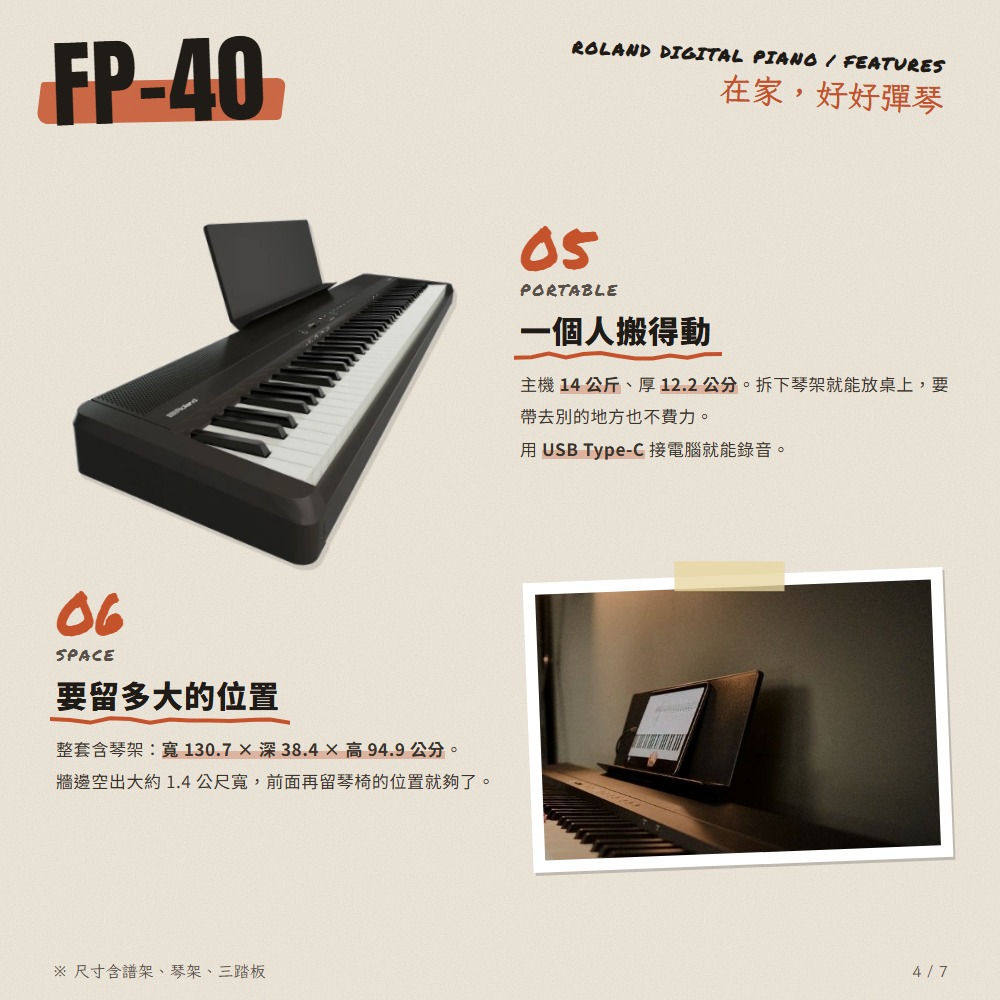 FP-40
ROLAND DIGITAL PIANO / FEATURES
在家，好好彈琴
05
PORTABLE
一個人搬得動
主機 14 公斤、厚 12.2 公分。拆下琴架就能放桌上，要
帶去別的地方也不費力。
用 USB Type-C 接電腦就能錄音。
Roland
06
SPACE
要留多大的位置
整套含琴架：寬 130.7 × 深 38.4 × 高 94.9 公分。
牆邊空出大約 1.4 公尺寬，前面再留琴椅的位置就夠了。
※ 尺寸含譜架、琴架、三踏板
4 / 7